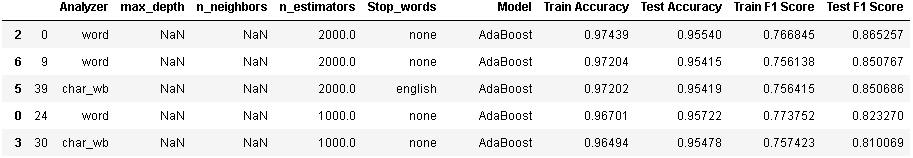 Analyzer max_depth n_neighbors n_estimators Stop_words Model Train Accuracy Test Accuracy Train F1 Score Test F1 Score
2 0 word NaN NaN 2000.0 none AdaBoost 0.97439 0.95540 0.766845 0.865257
6 9 word NaN NaN 2000.0 none AdaBoost 0.97204 0.95415 0.756138 0.850767
5 39 char_wb NaN NaN 2000.0 english AdaBoost 0.97202 0.95419 0.756415 0.850686
0 24 word NaN NaN 1000.0 none AdaBoost 0.96701 0.95722 0.773752 0.823270
3 30 char_wb NaN NaN 1000.0 none AdaBoost 0.96494 0.95478 0.757423 0.810069